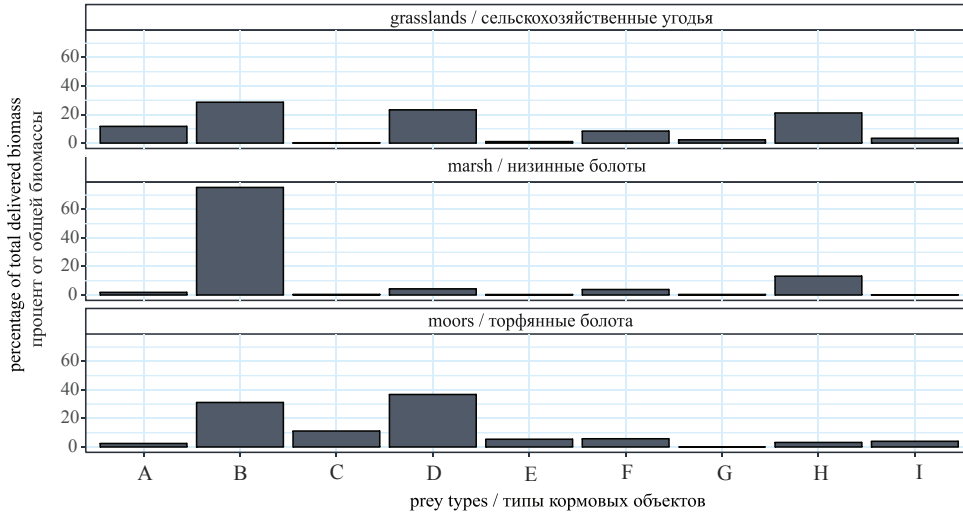 grasslands / сельскохозяйственные угодья
60
40
20
0
marsh / низинные болоты
60
40
20
0
moors / торфянные болота
60
40
20
0
percentage of total delivered biomass
процент от общей биомассы
A B C D E F G H I
prey types / типы кормовых объектов